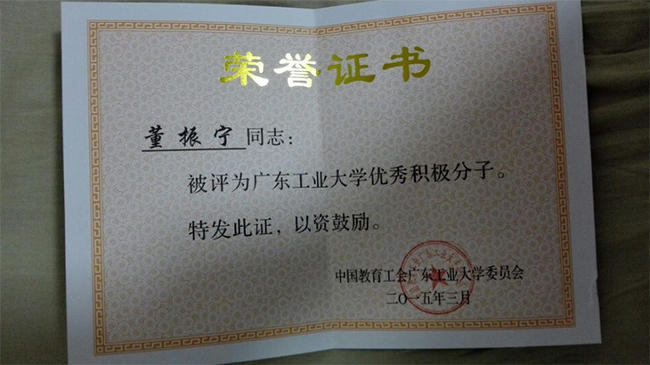 荣誉证书
董振宁同志：
被评为广东工业大学优秀积极分子。
特发此证，以资鼓励。
中国教育工会广东工业大学委员会
二〇一五年三月